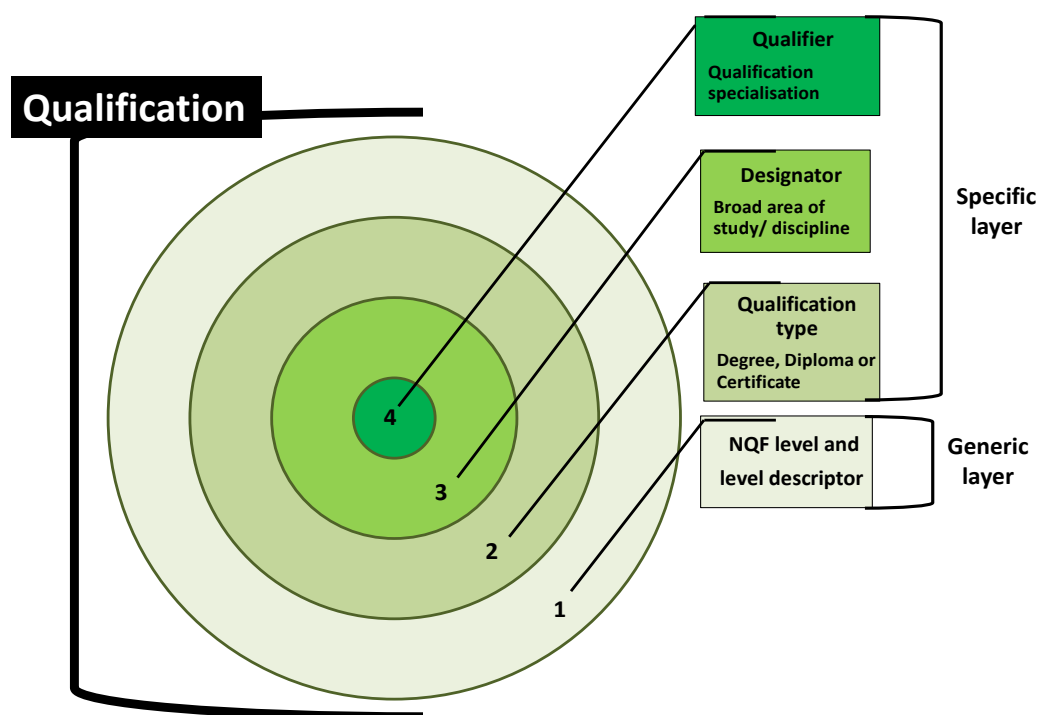 Qualification
Qualifier
Qualification
specialisation
Designator
Broad area of
study/ discipline
Specific
layer
Qualification
type
Degree, Diploma or
Certificate
NQF level and
level descriptor
Generic
layer
4
3
2
1